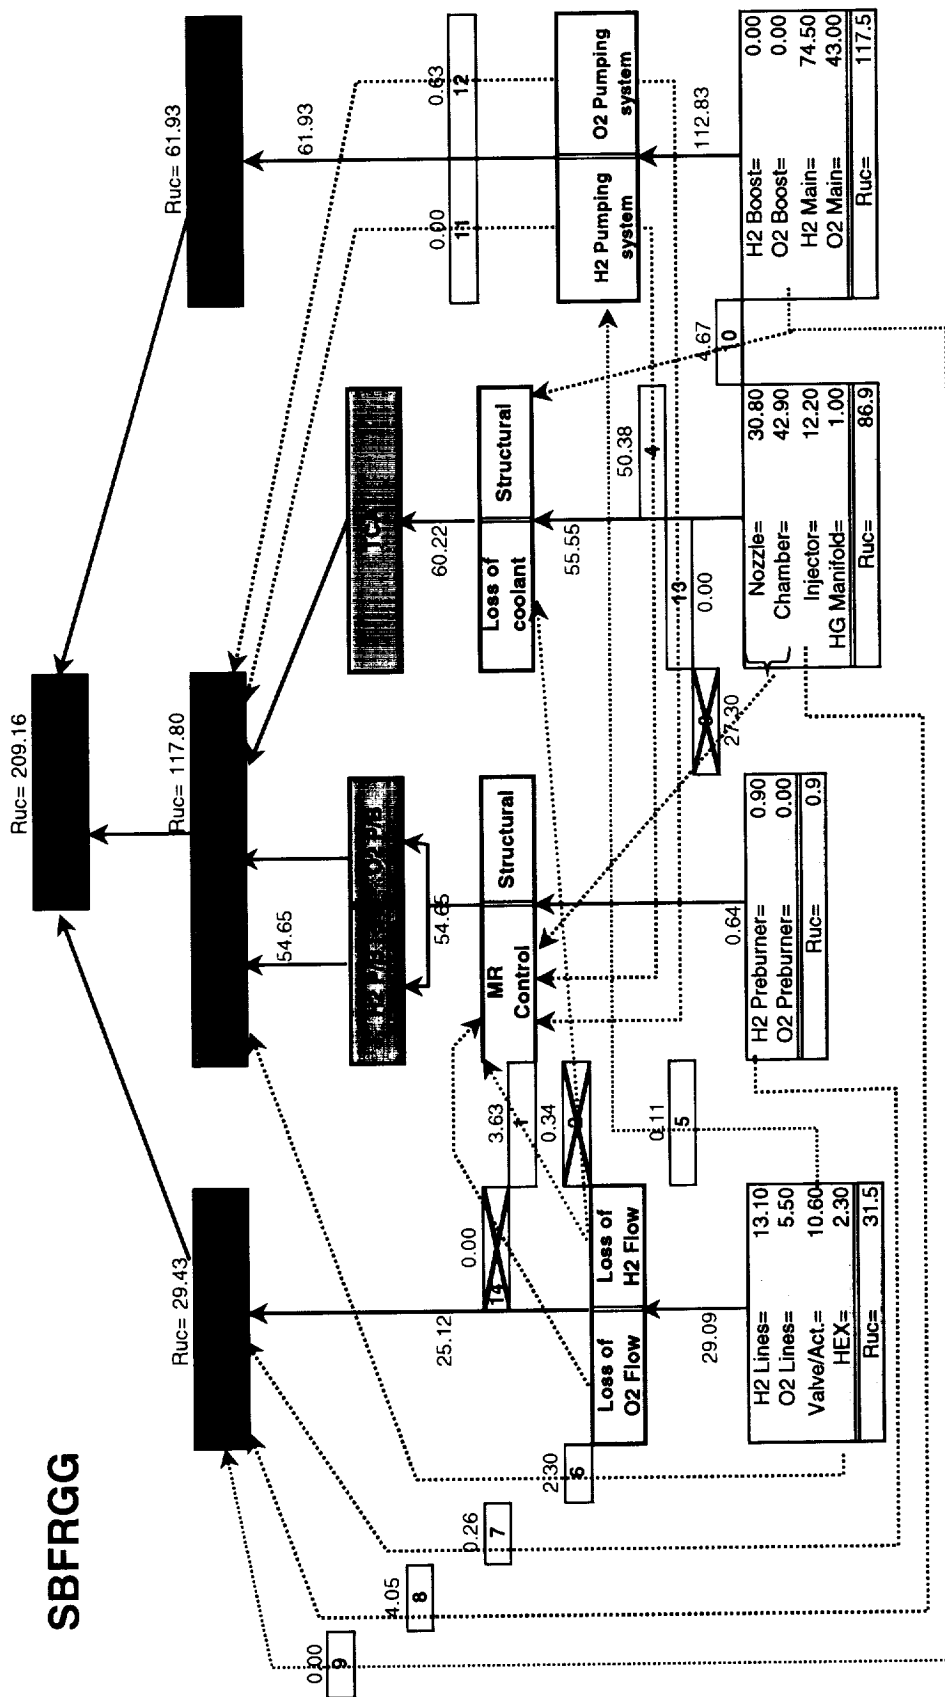 SBFRGG
Ruc= 209.16
Ruc= 29.43
Ruc= 117.80
Ruc= 61.93
54.65
61.93
H2 P/B
O2 P/B
TCA
54.65
60.22
0.00
11
0.63
12
0.00
9
4.05
8
0.26
7
2.30
6
25.12
0.00
14
3.63
1
0.34
MR
Control
Structural
Loss of
coolant
Structural
H2 Pumping
system
O2 Pumping
system
Loss of
O2 Flow
Loss of
H2 Flow
55.55
50.38
4
13
0.00
27.30
0.11
5
29.09
0.64
4.67
10
112.83
H2 Lines= 13.10
O2 Lines= 5.50
Valve/Act.= 10.60
HEX= 2.30
Ruc= 31.5
H2 Preburner= 0.90
O2 Preburner= 0.00
Ruc= 0.9
Nozzle= 30.80
Chamber= 42.90
Injector= 12.20
HG Manifold= 1.00
Ruc= 86.9
H2 Boost= 0.00
O2 Boost= 0.00
H2 Main= 74.50
O2 Main= 43.00
Ruc= 117.5